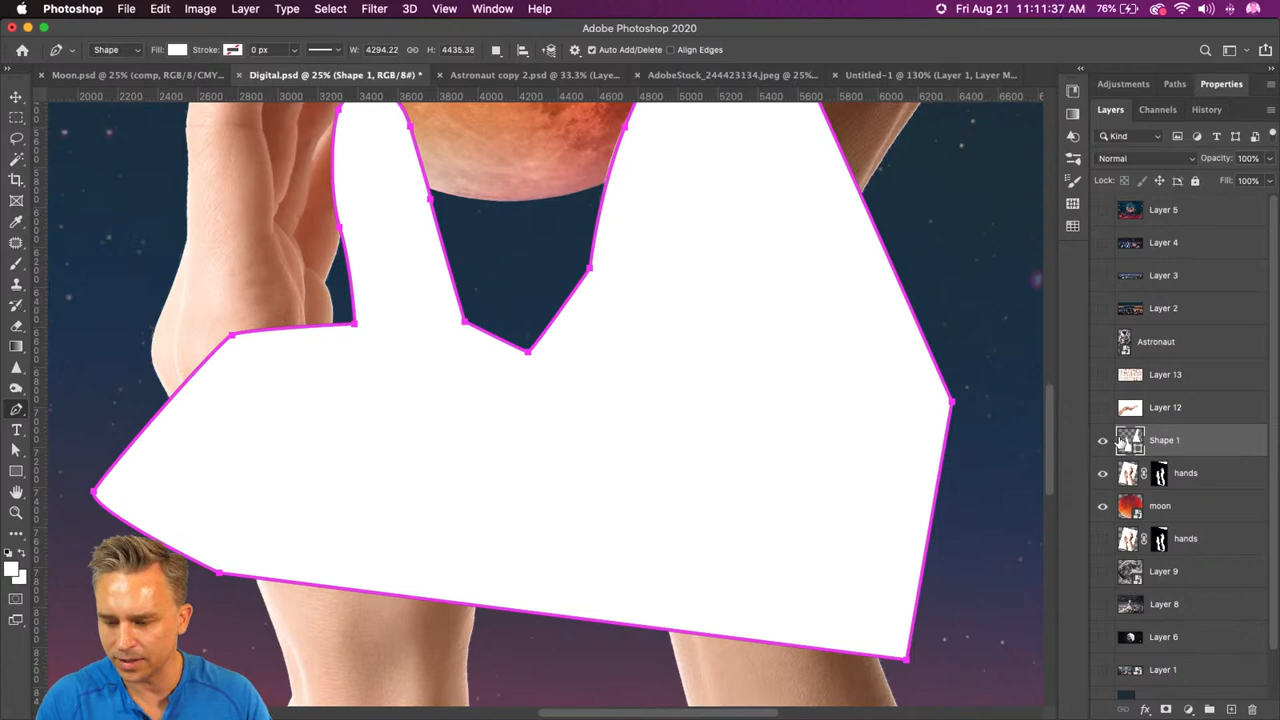 Photoshop File Edit Image Layer Type Select Filter 3D View Window Help 76% Fri Aug 21 11:11:37 AM
Adobe Photoshop 2020
Shape Fill: Stroke: 0 px W: 4294.22 H: 4435.38 Auto Add/Delete Align Edges
Moon.psd @ 25% (comp, RGB/8/CMY... Digital.psd @ 25% (Shape 1, RGB/8#) * Astronaut copy 2.psd @ 33.3% (Laye... AdobeStock_244423134.jpeg @ 25%... Untitled-1 @ 130% (Layer 1, Layer M...
Adjustments Paths Properties
2000 2200 2400 2600 2800 3000 3200 3400 3600 3800 4000 4200 4400 4600 4800 5000 5200 5400 5600 5800 6000 6200 6400 6600
Layers Channels History
Kind
Normal Opacity: 100%
Lock: Fill: 100%
Layer 5
Layer 4
Layer 3
Layer 2
Astronaut
Layer 13
Layer 12
Shape 1
hands
moon
hands
Layer 9
Layer 8
Layer 6
Layer 1